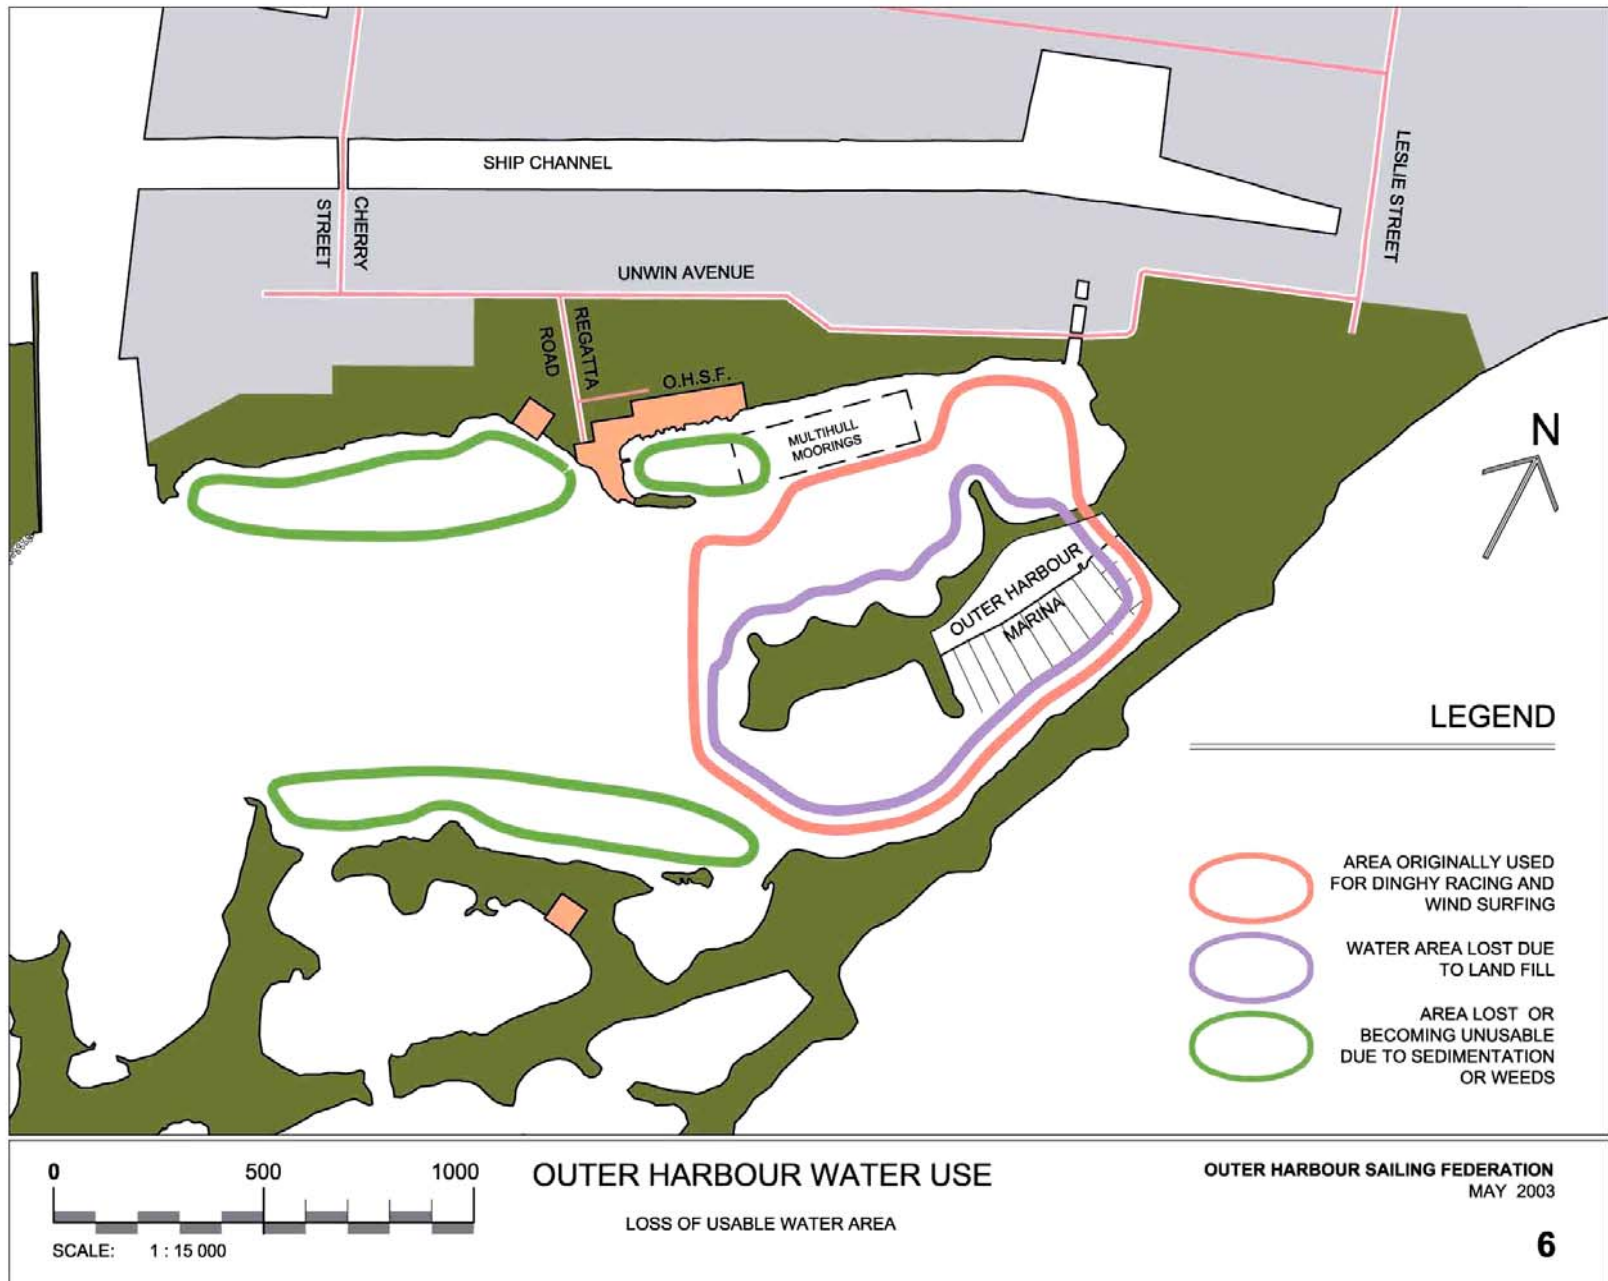 SHIP CHANNEL
LESLIE STREET
CHERRY
STREET
UNWIN AVENUE
REGATTA
ROAD
O.H.S.F.
MULTIHULL
MOORINGS
N
OUTER HARBOUR
MARINA
LEGEND
AREA ORIGINALLY USED
FOR DINGHY RACING AND
WIND SURFING
WATER AREA LOST DUE
TO LAND FILL
AREA LOST OR
BECOMING UNUSABLE
DUE TO SEDIMENTATION
OR WEEDS
0 500 1000
SCALE: 1 : 15 000
OUTER HARBOUR WATER USE
LOSS OF USABLE WATER AREA
OUTER HARBOUR SAILING FEDERATION
MAY 2003
6